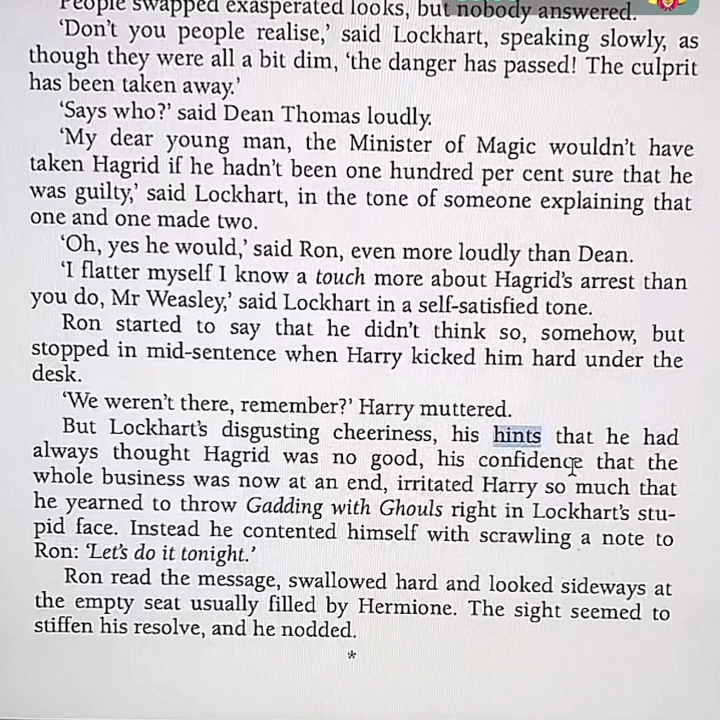 People swapped exasperated looks, but nobody answered.
‘Don’t you people realise,’ said Lockhart, speaking slowly, as
though they were all a bit dim, ‘the danger has passed! The culprit
has been taken away.’
‘Says who?’ said Dean Thomas loudly.
‘My dear young man, the Minister of Magic wouldn’t have
taken Hagrid if he hadn’t been one hundred per cent sure that he
was guilty,’ said Lockhart, in the tone of someone explaining that
one and one made two.
‘Oh, yes he would,’ said Ron, even more loudly than Dean.
‘I flatter myself I know a touch more about Hagrid’s arrest than
you do, Mr Weasley,’ said Lockhart in a self-satisfied tone.
Ron started to say that he didn’t think so, somehow, but
stopped in mid-sentence when Harry kicked him hard under the
desk.
‘We weren’t there, remember?’ Harry muttered.
But Lockhart’s disgusting cheeriness, his hints that he had
always thought Hagrid was no good, his confidence that the
whole business was now at an end, irritated Harry so much that
he yearned to throw Gadding with Ghouls right in Lockhart’s stu-
pid face. Instead he contented himself with scrawling a note to
Ron: ‘Let’s do it tonight.’
Ron read the message, swallowed hard and looked sideways at
the empty seat usually filled by Hermione. The sight seemed to
stiffen his resolve, and he nodded.
*